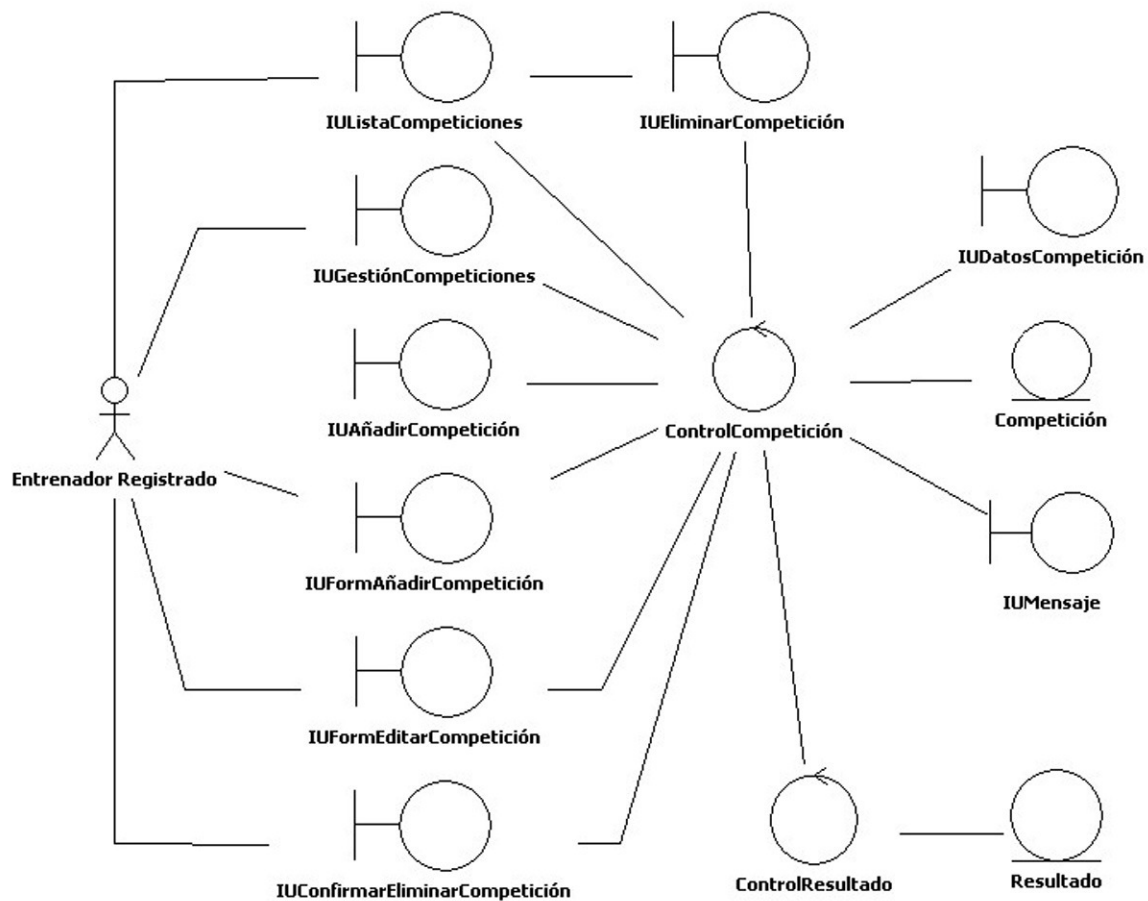 IUListaCompeticiones
IUEliminarCompetición
IUGestiónCompeticiones
IUDatosCompetición
IUAñadirCompetición
ControlCompetición
Competición
Entrenador Registrado
IUFormAñadirCompetición
IUMensaje
IUFormEditarCompetición
IUConfirmarEliminarCompetición
ControlResultado
Resultado